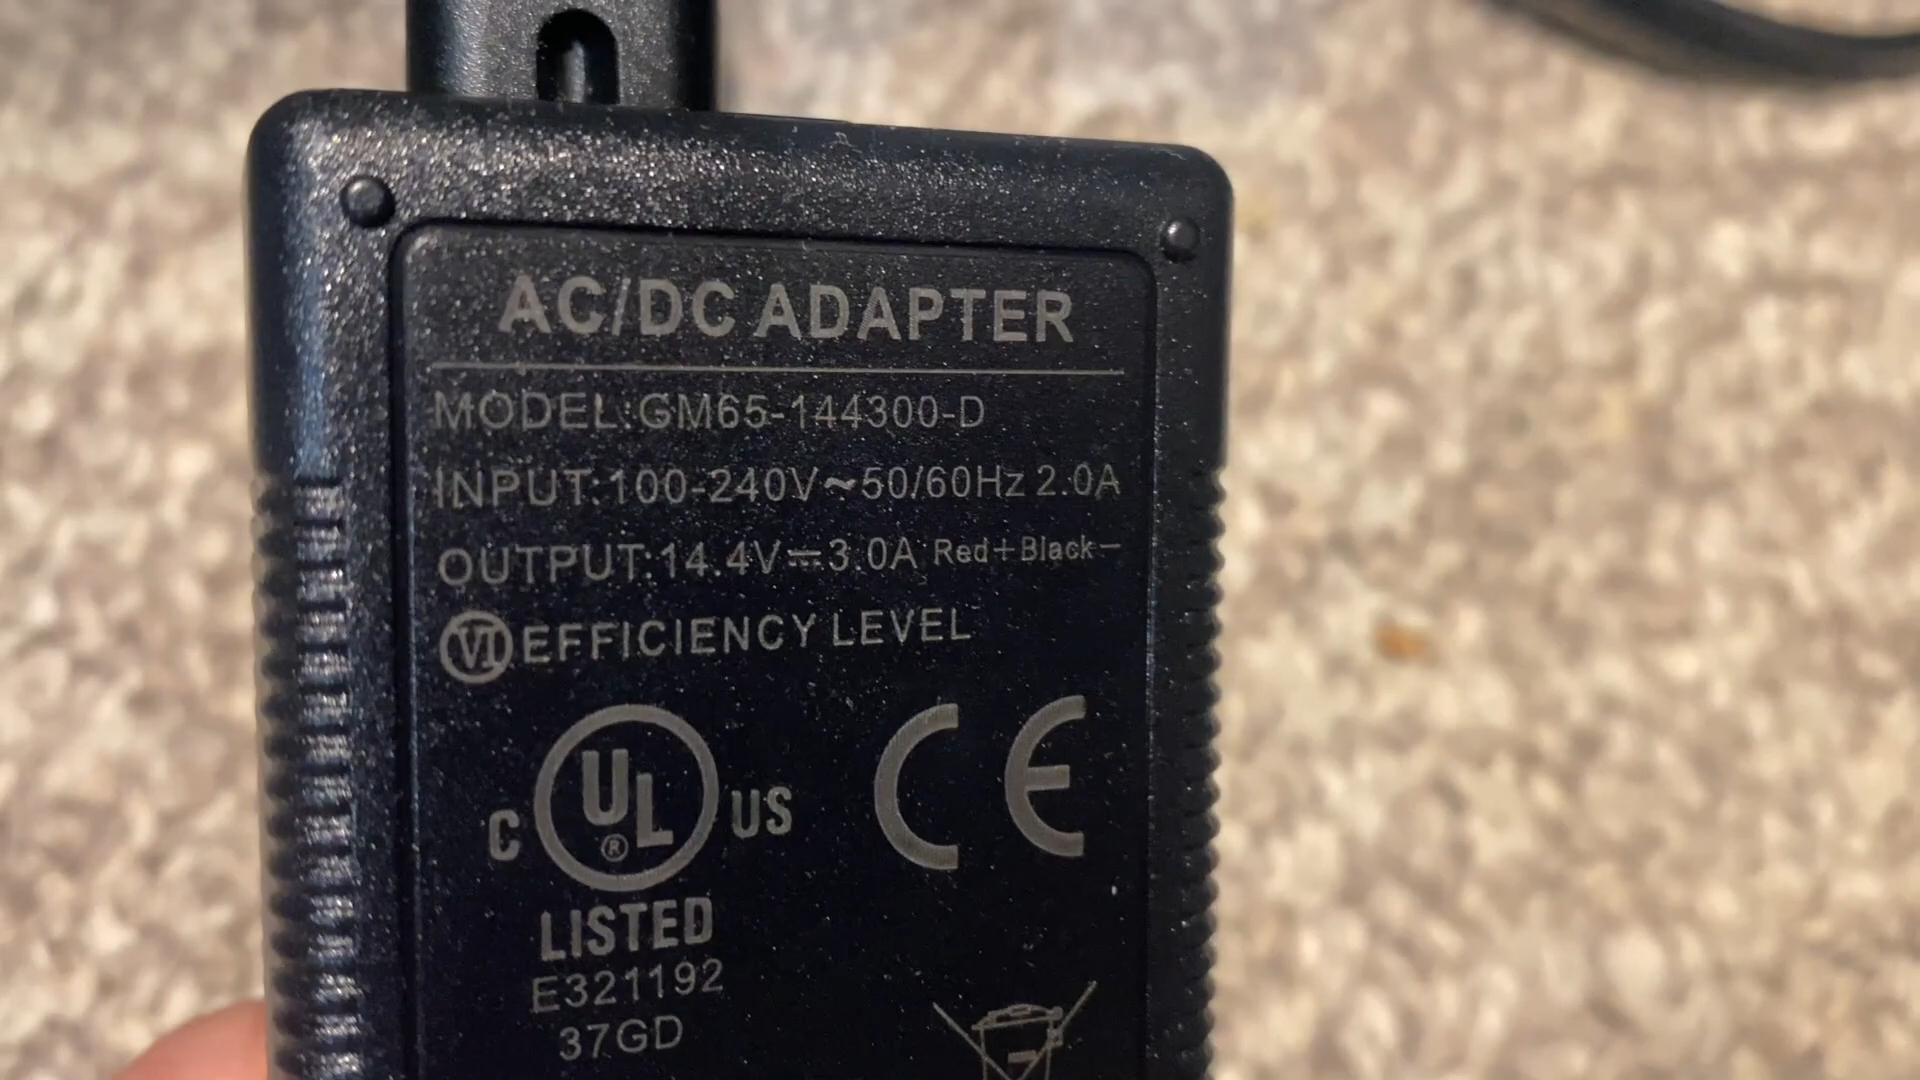 AC/DC ADAPTER
MODEL:GM65-144300-D
INPUT:100-240V~50/60Hz 2.0A
OUTPUT:14.4V⎓3.0A Red+Black-
VI EFFICIENCY LEVEL
C UL® US
CE
LISTED
E321192
37GD